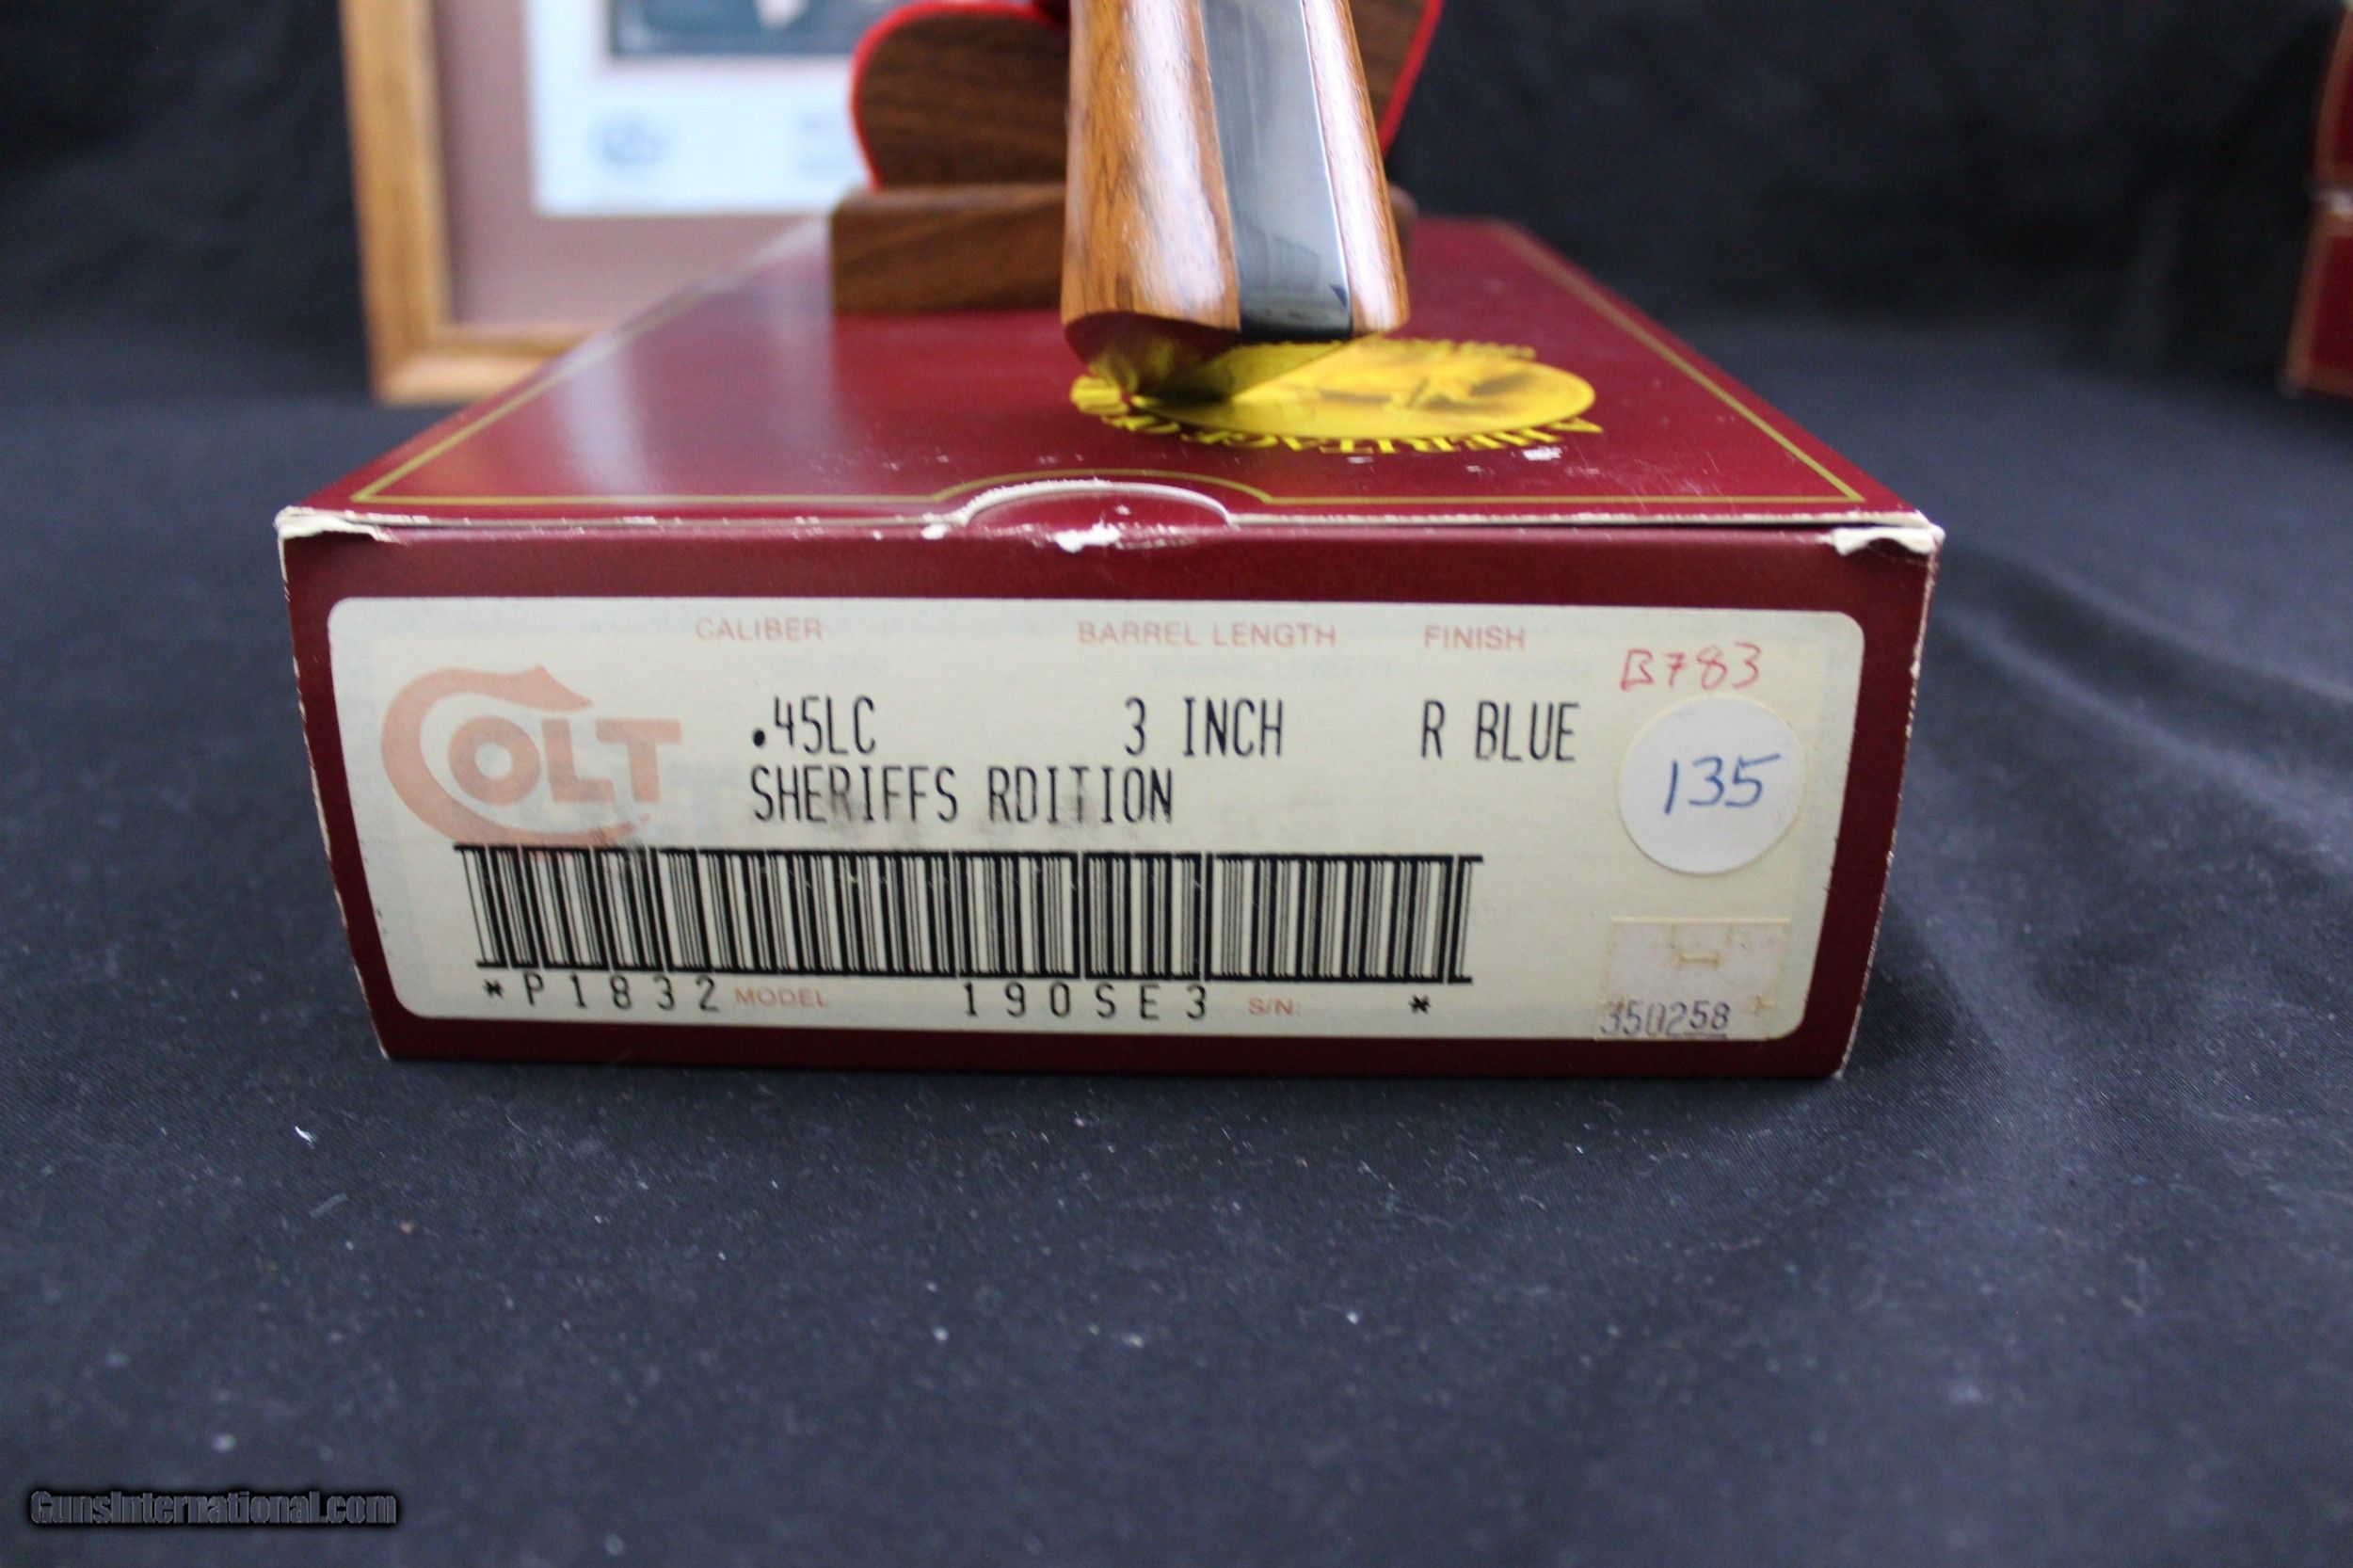 HERITAGE
CALIBER BARREL LENGTH FINISH
B783
COLT
.45LC 3 INCH R BLUE
SHERIFFS RDITION
135
*P1832 MODEL 190SE3 S/N: *
350258
GunsInternational.com